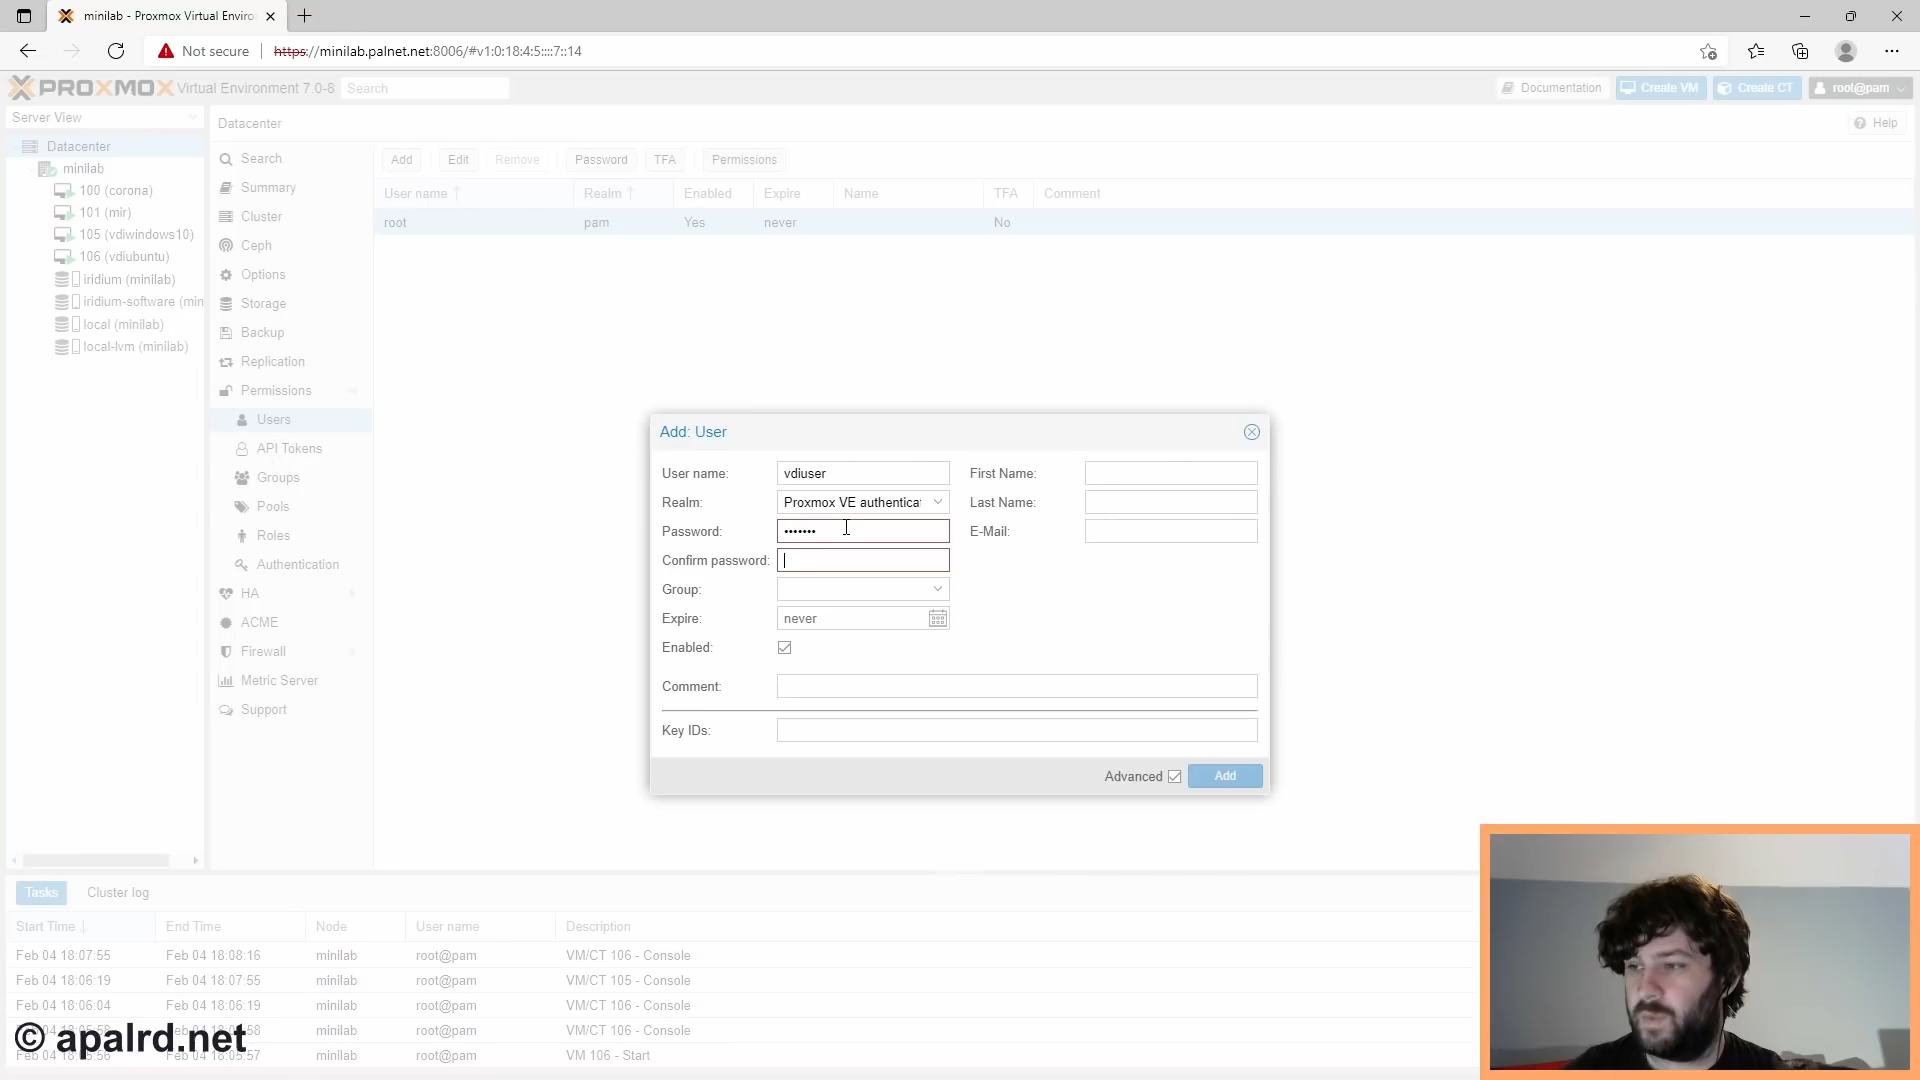 minilab - Proxmox Virtual Enviro
Not secure
https://minilab.palnet.net:8006/#v1:0:18:4:5::::7::14
PROXMOX Virtual Environment 7.0-8
Search
Documentation
Create VM
Create CT
root@pam
Server View
Datacenter
Help
Datacenter
minilab
100 (corona)
101 (mir)
105 (vdiwindows10)
106 (vdiubuntu)
iridium (minilab)
iridium-software (min
local (minilab)
local-lvm (minilab)
Search
Summary
Cluster
Ceph
Options
Storage
Backup
Replication
Permissions
Users
API Tokens
Groups
Pools
Roles
Authentication
HA
ACME
Firewall
Metric Server
Support
Add
Edit
Remove
Password
TFA
Permissions
User name
Realm
Enabled
Expire
Name
TFA
Comment
root
pam
Yes
never
No
Add: User
User name:
vdiuser
First Name:
Realm:
Proxmox VE authentica
Last Name:
Password:
E-Mail:
Confirm password:
Group:
Expire:
never
Enabled:
Comment:
Key IDs:
Advanced
Add
Tasks
Cluster log
Start Time
End Time
Node
User name
Description
Feb 04 18:07:55
Feb 04 18:08:16
minilab
root@pam
VM/CT 106 - Console
Feb 04 18:06:19
Feb 04 18:07:55
minilab
root@pam
VM/CT 105 - Console
Feb 04 18:06:04
Feb 04 18:06:19
minilab
root@pam
VM/CT 106 - Console
minilab
root@pam
VM/CT 106 - Console
minilab
root@pam
VM 106 - Start
© apalrd.net